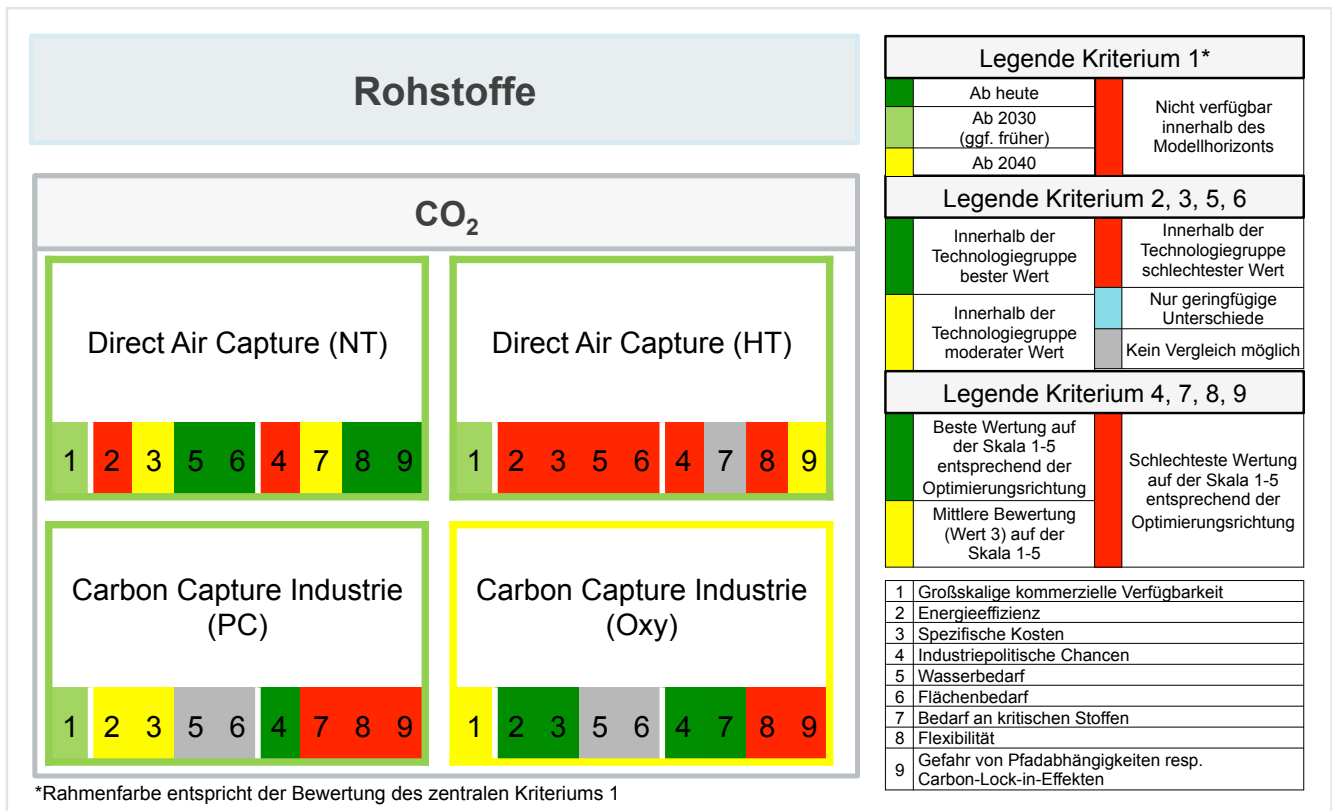 Rohstoffe
CO₂
Direct Air Capture (NT)
1 2 3 5 6 4 7 8 9
Direct Air Capture (HT)
1 2 3 5 6 4 7 8 9
Carbon Capture Industrie
(PC)
1 2 3 5 6 4 7 8 9
Carbon Capture Industrie
(Oxy)
1 2 3 5 6 4 7 8 9
*Rahmenfarbe entspricht der Bewertung des zentralen Kriteriums 1
Legende Kriterium 1*
Ab heute
Ab 2030
(ggf. früher)
Ab 2040
Nicht verfügbar
innerhalb des
Modellhorizonts
Legende Kriterium 2, 3, 5, 6
Innerhalb der
Technologiegruppe
bester Wert
Innerhalb der
Technologiegruppe
moderater Wert
Innerhalb der
Technologiegruppe
schlechtester Wert
Nur geringfügige
Unterschiede
Kein Vergleich möglich
Legende Kriterium 4, 7, 8, 9
Beste Wertung auf
der Skala 1-5
entsprechend der
Optimierungsrichtung
Mittlere Bewertung
(Wert 3) auf der
Skala 1-5
Schlechteste Wertung
auf der Skala 1-5
entsprechend der
Optimierungsrichtung
1 Großskalige kommerzielle Verfügbarkeit
2 Energieeffizienz
3 Spezifische Kosten
4 Industriepolitische Chancen
5 Wasserbedarf
6 Flächenbedarf
7 Bedarf an kritischen Stoffen
8 Flexibilität
9 Gefahr von Pfadabhängigkeiten resp.
Carbon-Lock-in-Effekten